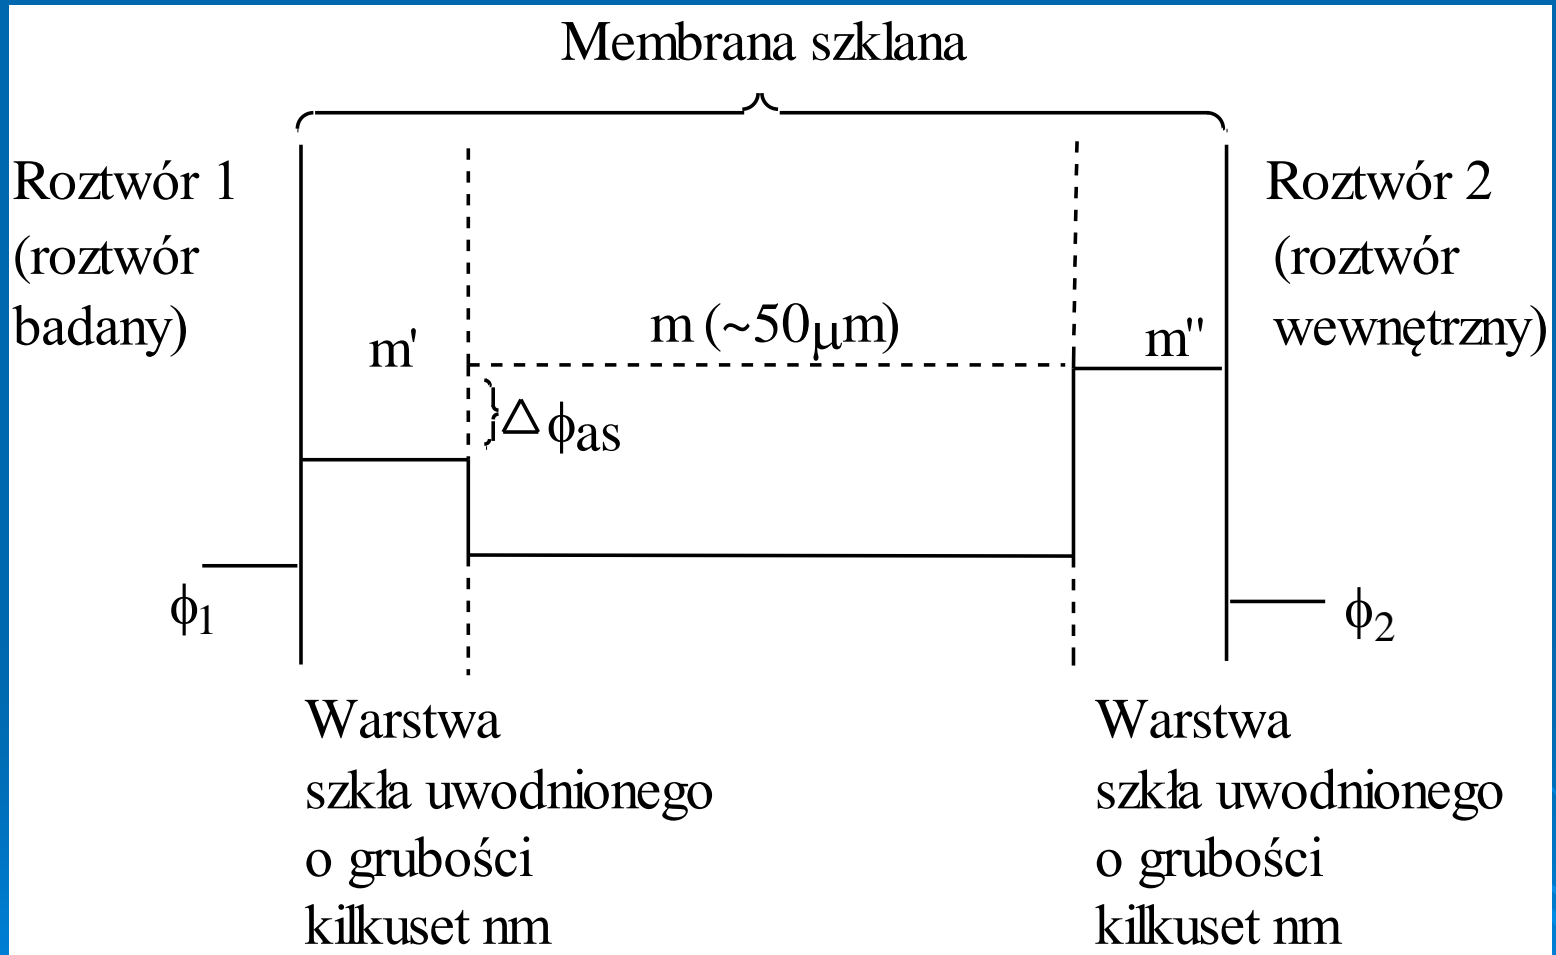 Membrana szklana
Roztwór 1
(roztwór
badany)
Roztwór 2
(roztwór
wewnętrzny)
m'
m (~50μm)
m''
Δϕas
ϕ1
ϕ2
Warstwa
szkła uwodnionego
o grubości
kilkuset nm
Warstwa
szkła uwodnionego
o grubości
kilkuset nm